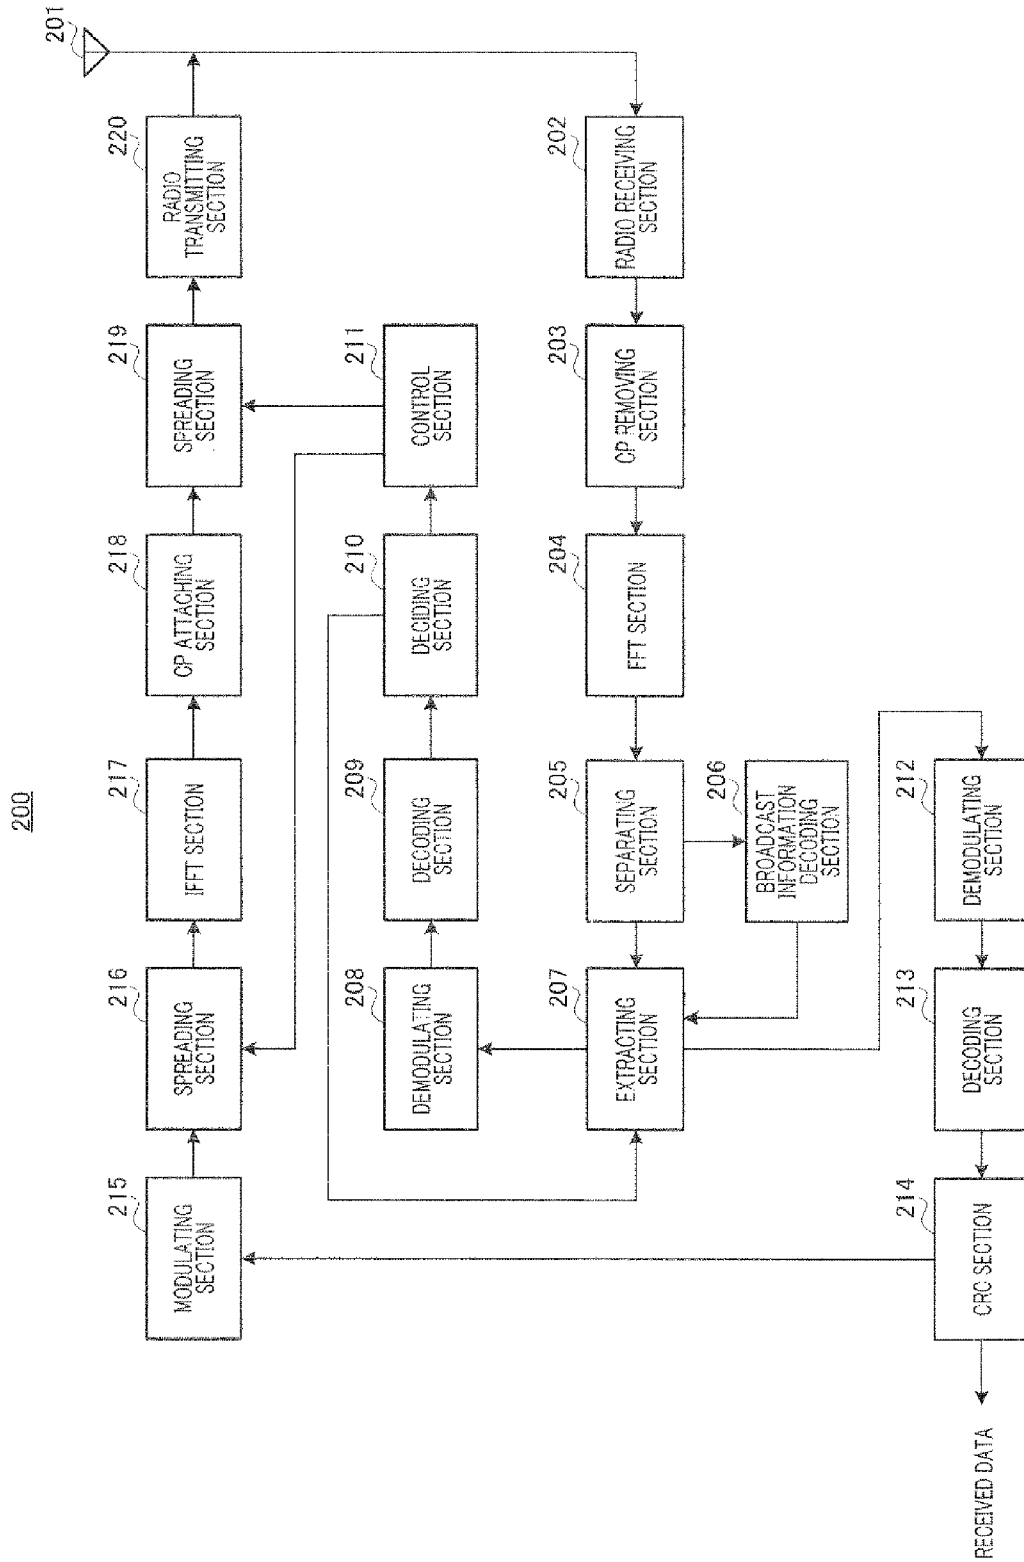 200
201
220
RADIO
TRANSMITTING
SECTION
219
SPREADING
SECTION
218
CP ATTACHING
SECTION
217
IFFT SECTION
216
SPREADING
SECTION
215
MODULATING
SECTION
211
CONTROL
SECTION
210
DECIDING
SECTION
209
DECODING
SECTION
208
DEMODULATING
SECTION
202
RADIO RECEIVING
SECTION
203
CP REMOVING
SECTION
204
FFT SECTION
205
SEPARATING
SECTION
206
BROADCAST
INFORMATION
DECODING
SECTION
207
EXTRACTING
SECTION
212
DEMODULATING
SECTION
213
DECODING
SECTION
214
CRC SECTION
RECEIVED DATA